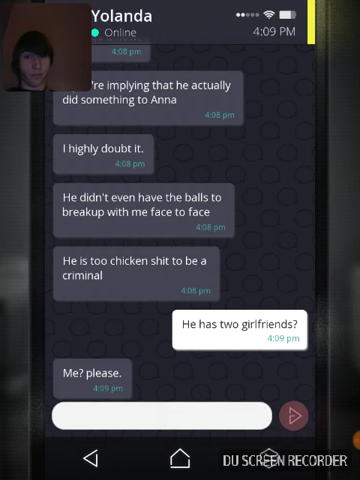 Yolanda
Online
4:09 PM
4:08 pm
're implying that he actually
did something to Anna
4:08 pm
I highly doubt it.
4:08 pm
He didn't even have the balls to
breakup with me face to face
4:08 pm
He is too chicken shit to be a
criminal
4:08 pm
He has two girlfriends?
4:09 pm
Me? please.
4:09 pm
DU SCREEN RECORDER